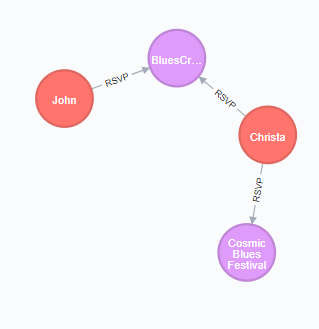 BluesCr...
RSVP
John
RSVP
Christa
RSVP
Cosmic
Blues
Festival